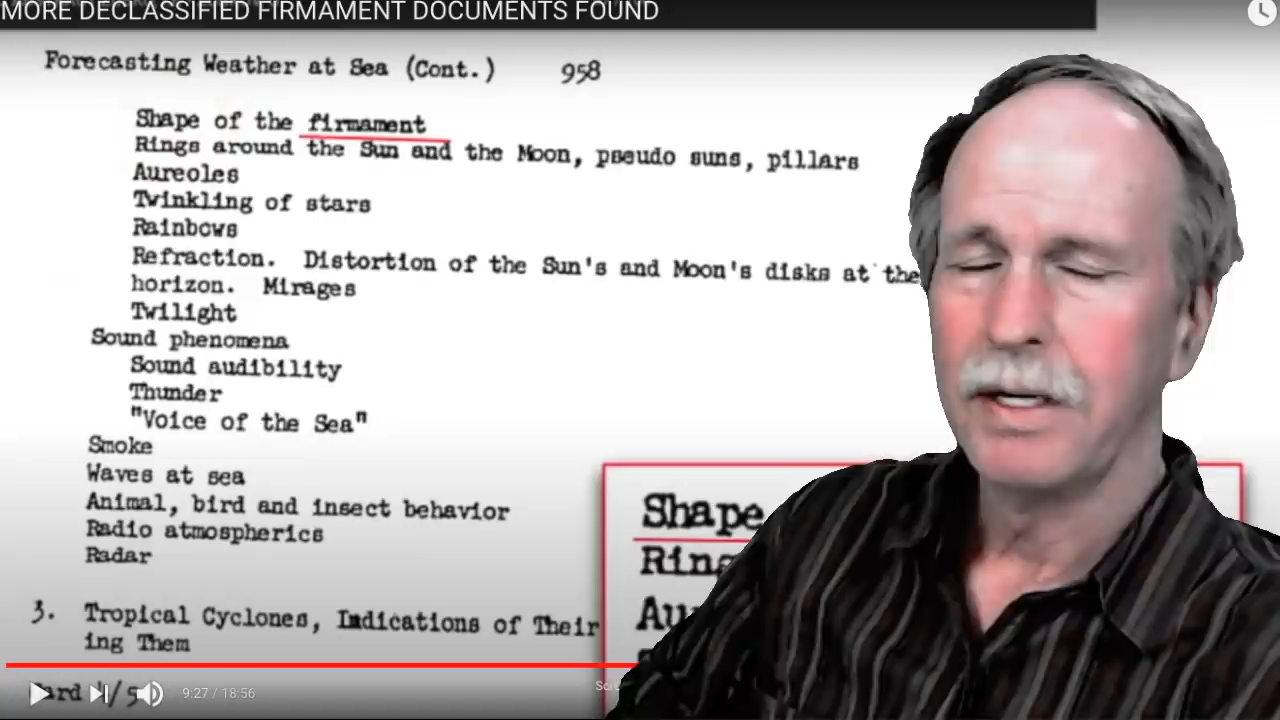 MORE DECLASSIFIED FIRMAMENT DOCUMENTS FOUND
Forecasting Weather at Sea (Cont.) 958
Shape of the firmament
Rings around the Sun and the Moon, pseudo suns, pillars
Aureoles
Twinkling of stars
Rainbows
Refraction. Distortion of the Sun's and Moon's disks at the
horizon. Mirages
Twilight
Sound phenomena
Sound audibility
Thunder
"Voice of the Sea"
Smoke
Waves at sea
Animal, bird and insect behavior
Radio atmospherics
Radar
3. Tropical Cyclones, Indications of Their
ing Them
Shape
9:27 / 18:56